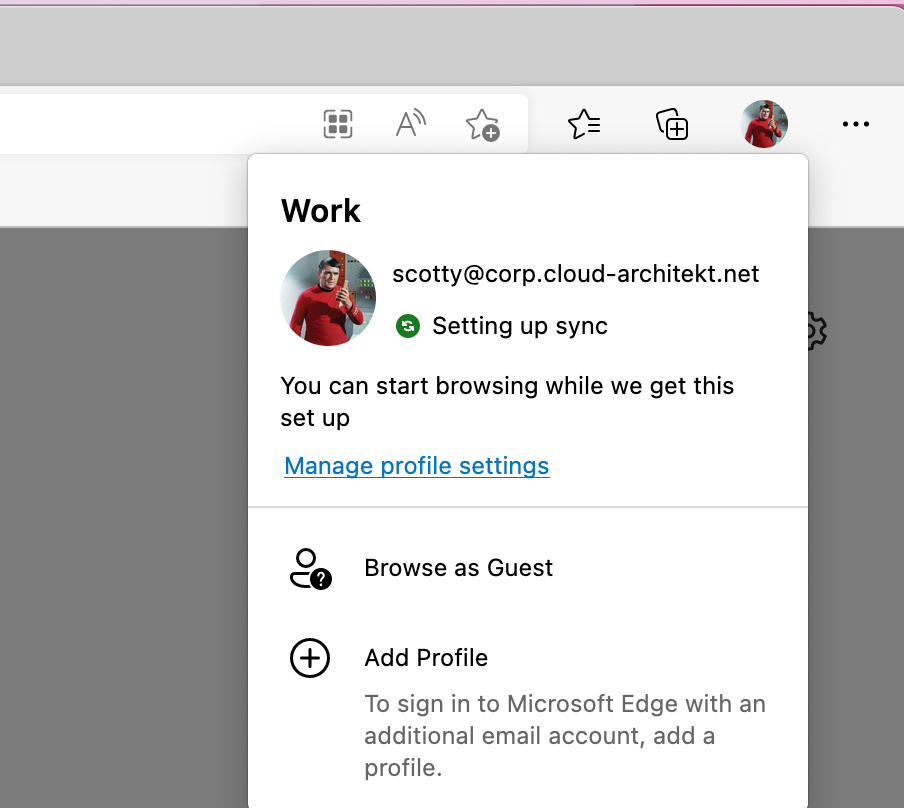 Work
scotty@corp.cloud-architekt.net
Setting up sync
You can start browsing while we get this
set up
Manage profile settings
Browse as Guest
Add Profile
To sign in to Microsoft Edge with an
additional email account, add a
profile.